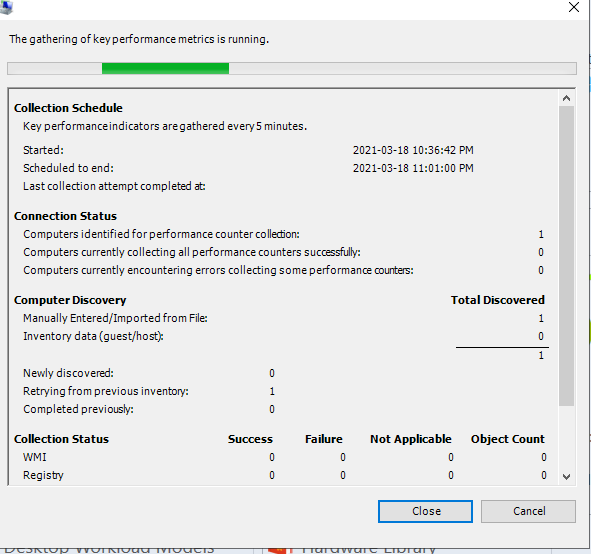 The gathering of key performance metrics is running.
Collection Schedule
Key performance indicators are gathered every 5 minutes.
Started: 2021-03-18 10:36:42 PM
Scheduled to end: 2021-03-18 11:01:00 PM
Last collection attempt completed at:
Connection Status
Computers identified for performance counter collection: 1
Computers currently collecting all performance counters successfully: 0
Computers currently encountering errors collecting some performance counters: 0
Computer Discovery Total Discovered
Manually Entered/Imported from File: 1
Inventory data (guest/host): 0
1
Newly discovered: 0
Retrying from previous inventory: 1
Completed previously: 0
Collection Status Success Failure Not Applicable Object Count
WMI 0 0 0 0
Registry 0 0 0 0
Close Cancel
Desktop Workload Models Hardware Library